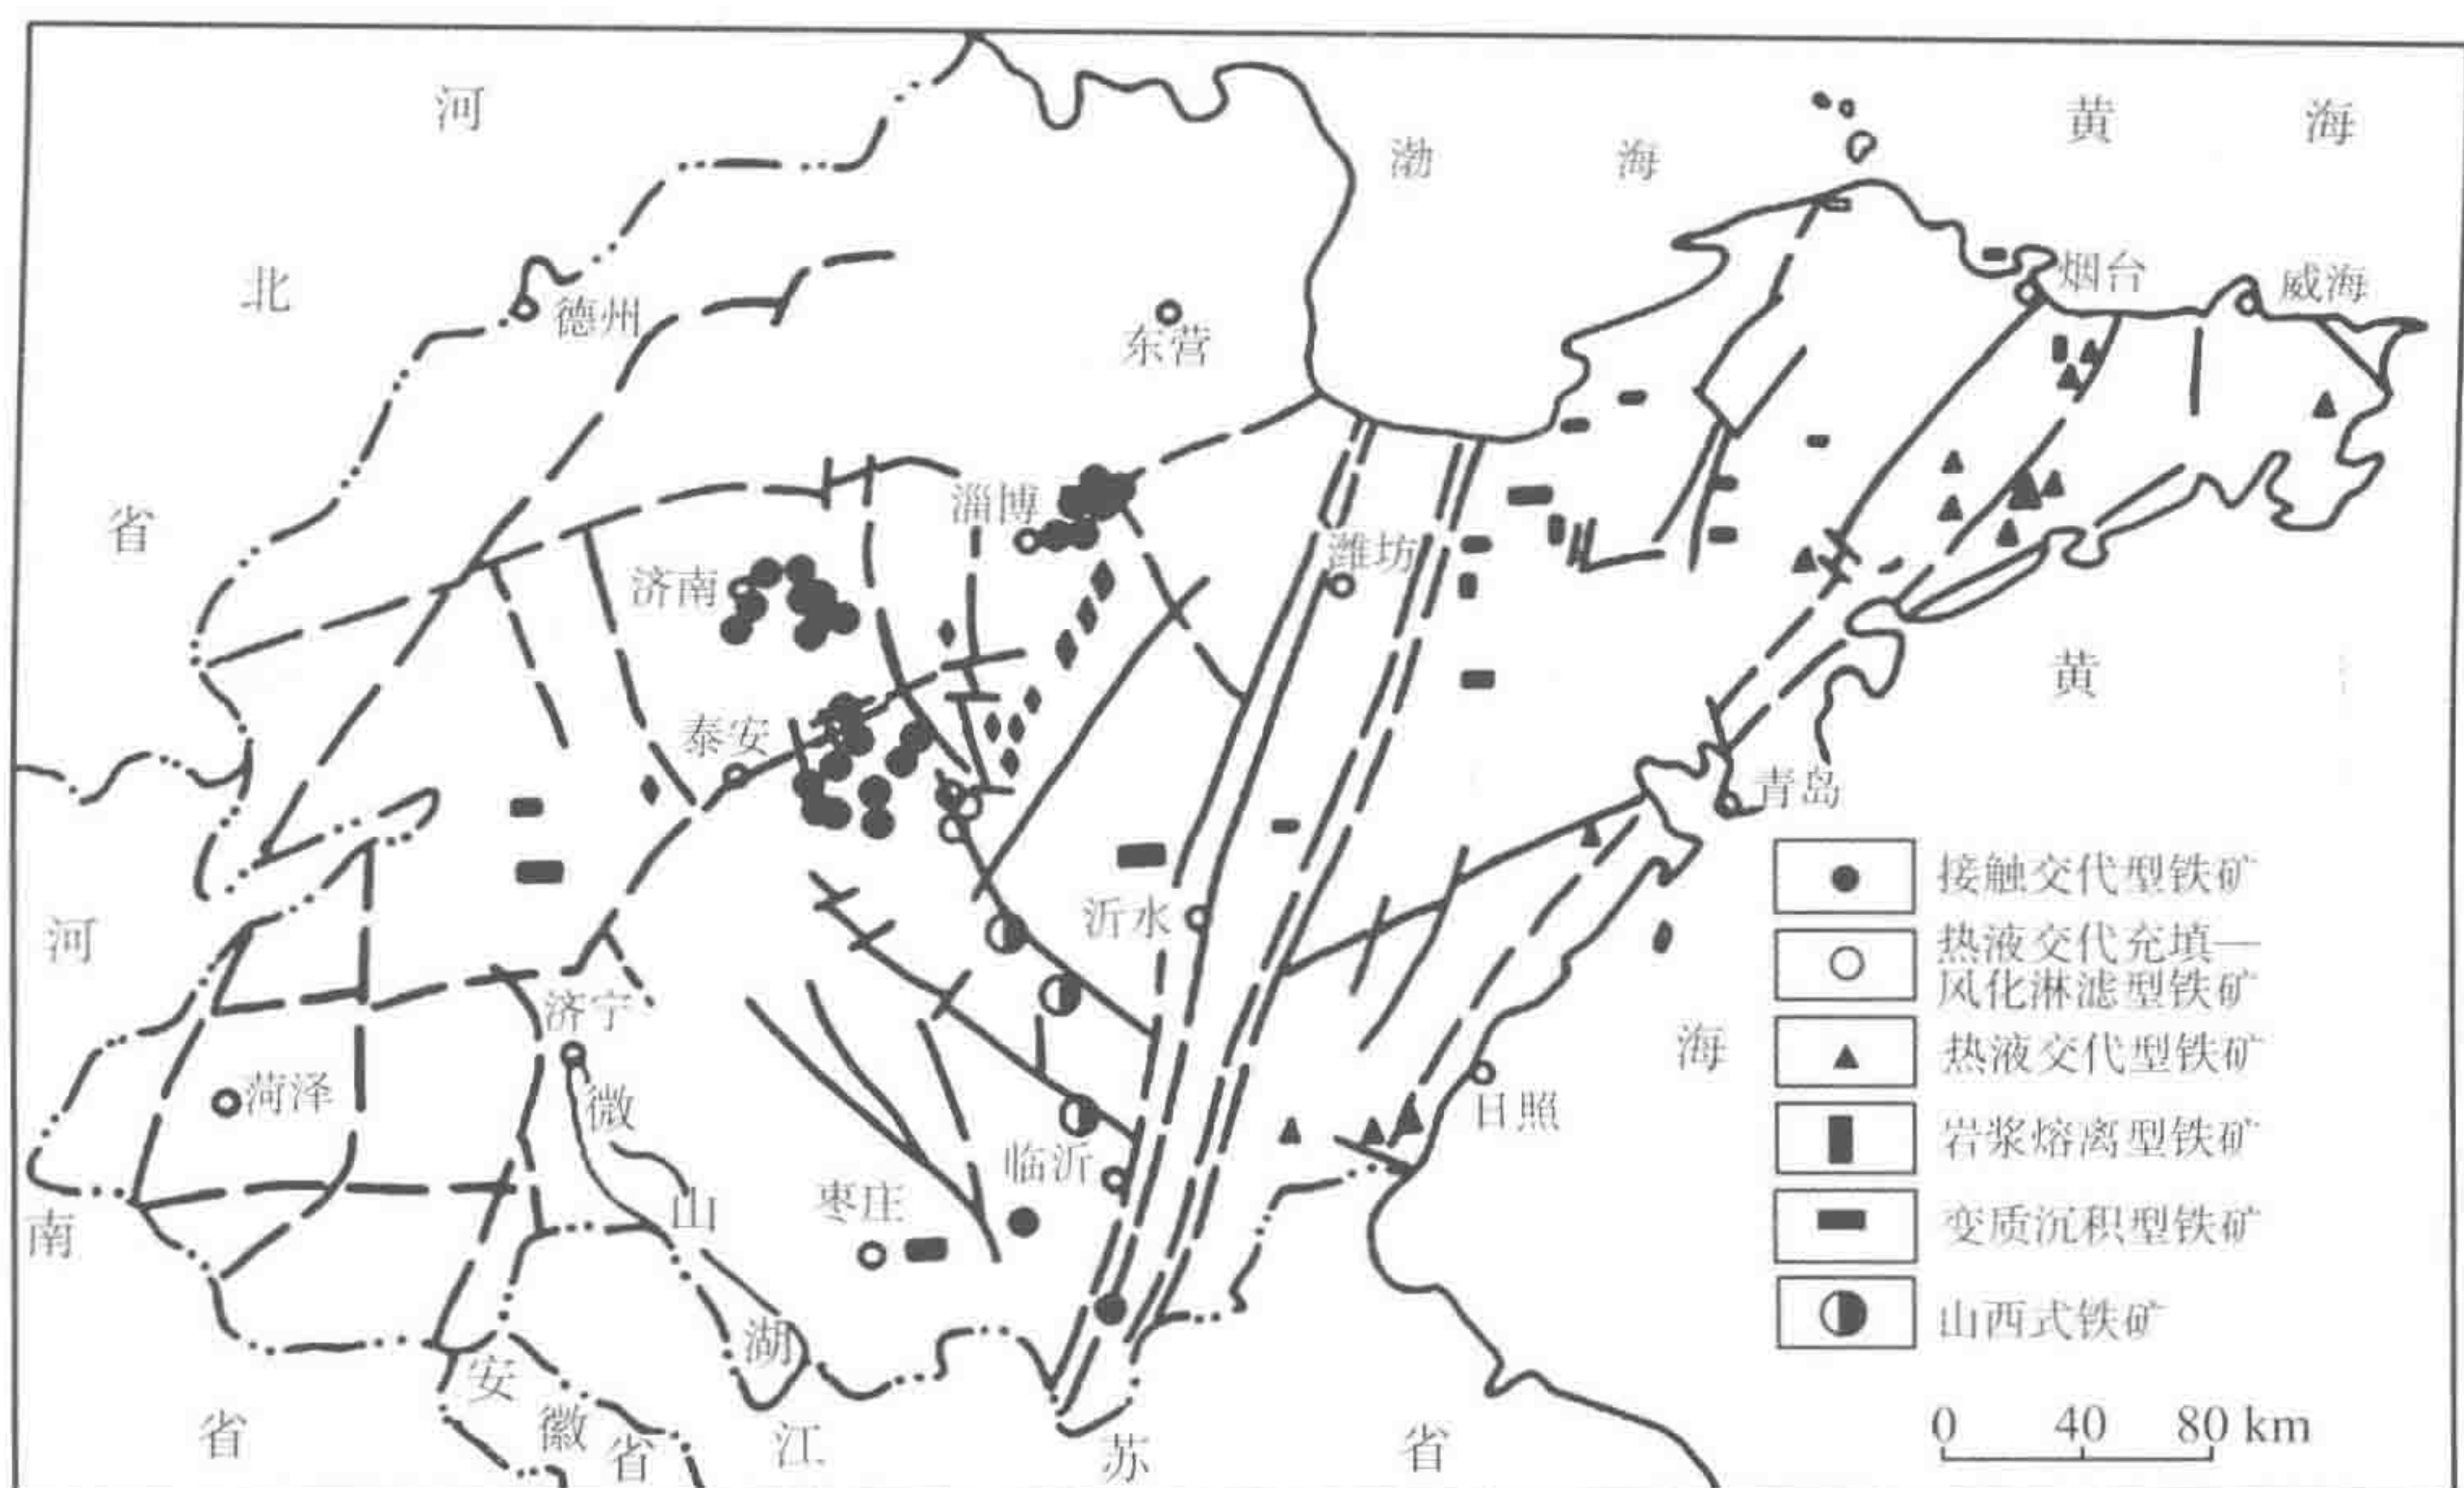 河
北
省
渤
海
黄
海
德州
东营
烟台
威海
淄博
济南
潍坊
泰安
黄
海
青岛
沂水
河
南
省
济宁
菏泽
微
山
湖
枣庄
临沂
日照
安
徽
省
江
苏
省
接触交代型铁矿
热液交代充填—
风化淋滤型铁矿
热液交代型铁矿
岩浆熔离型铁矿
变质沉积型铁矿
山西式铁矿
0 40 80 km